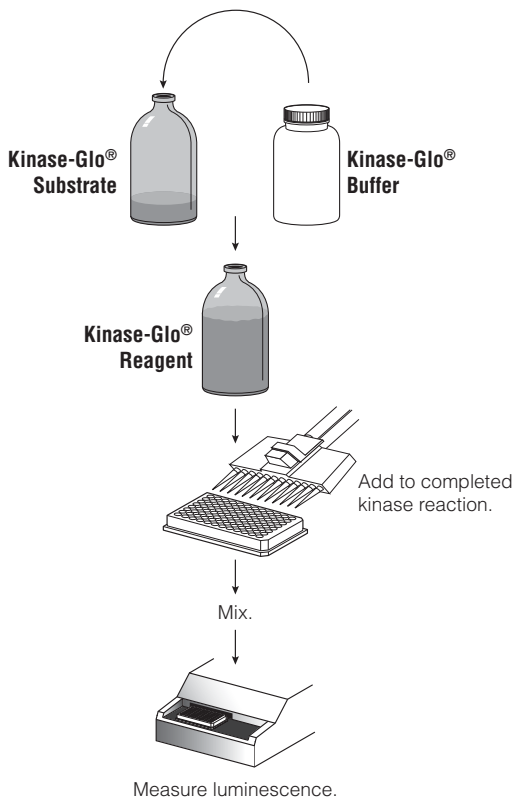 Kinase-Glo®
Substrate
Kinase-Glo®
Buffer
Kinase-Glo®
Reagent
Add to completed
kinase reaction.
Mix.
Measure luminescence.